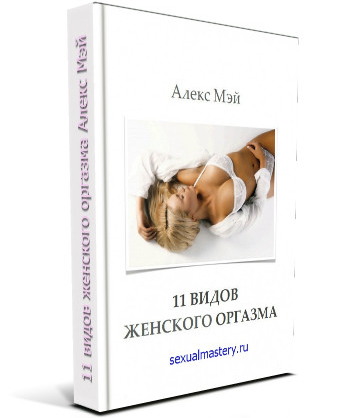 11 видов женского оргазма Алекс Мэй
Алекс Мэй
11 ВИДОВ
ЖЕНСКОГО ОРГАЗМА
sexualmastery.ru